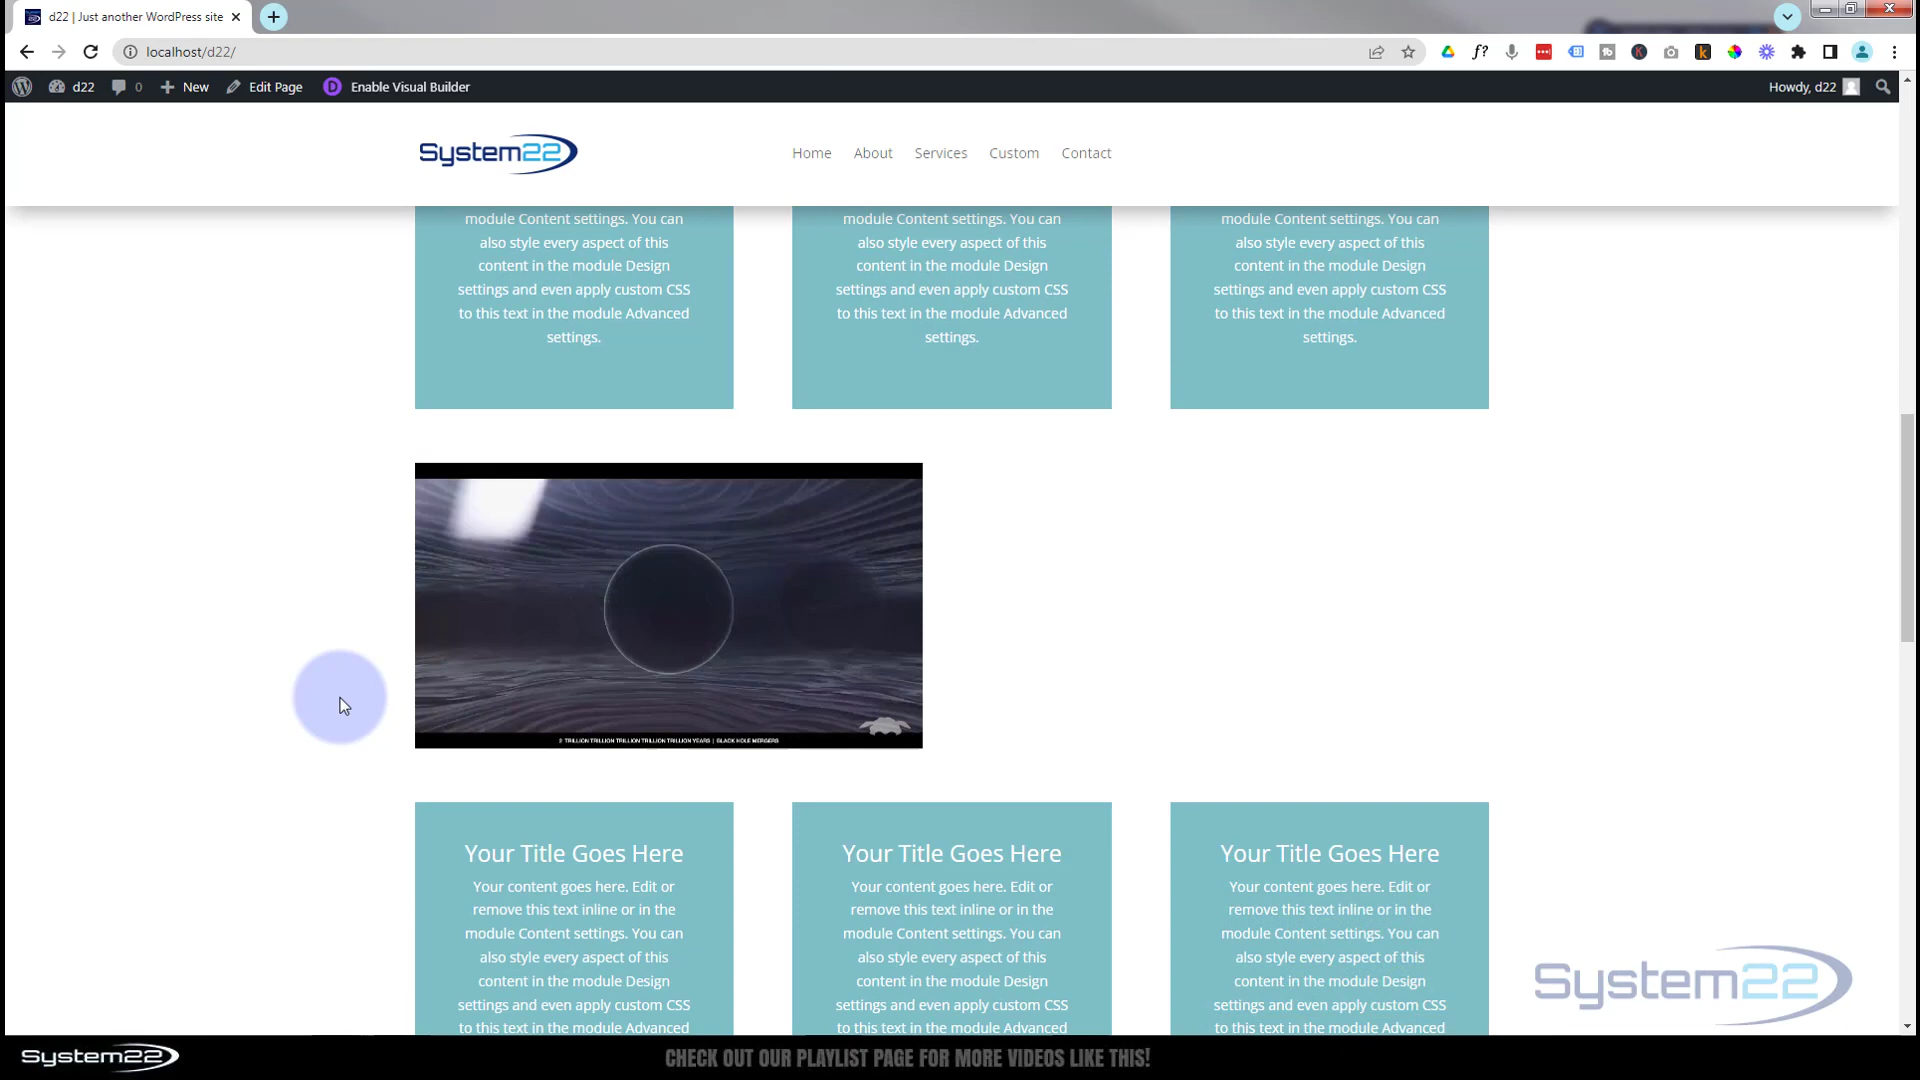 d22 | Just another WordPress site
localhost/d22/
d22
0
New
Edit Page
Enable Visual Builder
Howdy, d22
System22
Home
About
Services
Custom
Contact
module Content settings. You can
also style every aspect of this
content in the module Design
settings and even apply custom CSS
to this text in the module Advanced
settings.
module Content settings. You can
also style every aspect of this
content in the module Design
settings and even apply custom CSS
to this text in the module Advanced
settings.
module Content settings. You can
also style every aspect of this
content in the module Design
settings and even apply custom CSS
to this text in the module Advanced
settings.
2 TRILLION TRILLION TRILLION TRILLION TRILLION YEARS | BLACK HOLE MERGERS
Your Title Goes Here
Your content goes here. Edit or
remove this text inline or in the
module Content settings. You can
also style every aspect of this
content in the module Design
settings and even apply custom CSS
to this text in the module Advanced
Your Title Goes Here
Your content goes here. Edit or
remove this text inline or in the
module Content settings. You can
also style every aspect of this
content in the module Design
settings and even apply custom CSS
to this text in the module Advanced
Your Title Goes Here
Your content goes here. Edit or
remove this text inline or in the
module Content settings. You can
also style every aspect of this
content in the module Design
settings and even apply custom CSS
to this text in the module Advanced
System22
System22
CHECK OUT OUR PLAYLIST PAGE FOR MORE VIDEOS LIKE THIS!